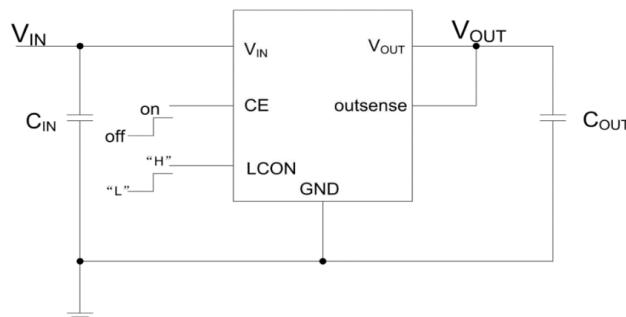 VIN
VOUT
VIN
VOUT
on
CE
outsense
off
CIN
COUT
“H”
LCON
“L”
GND